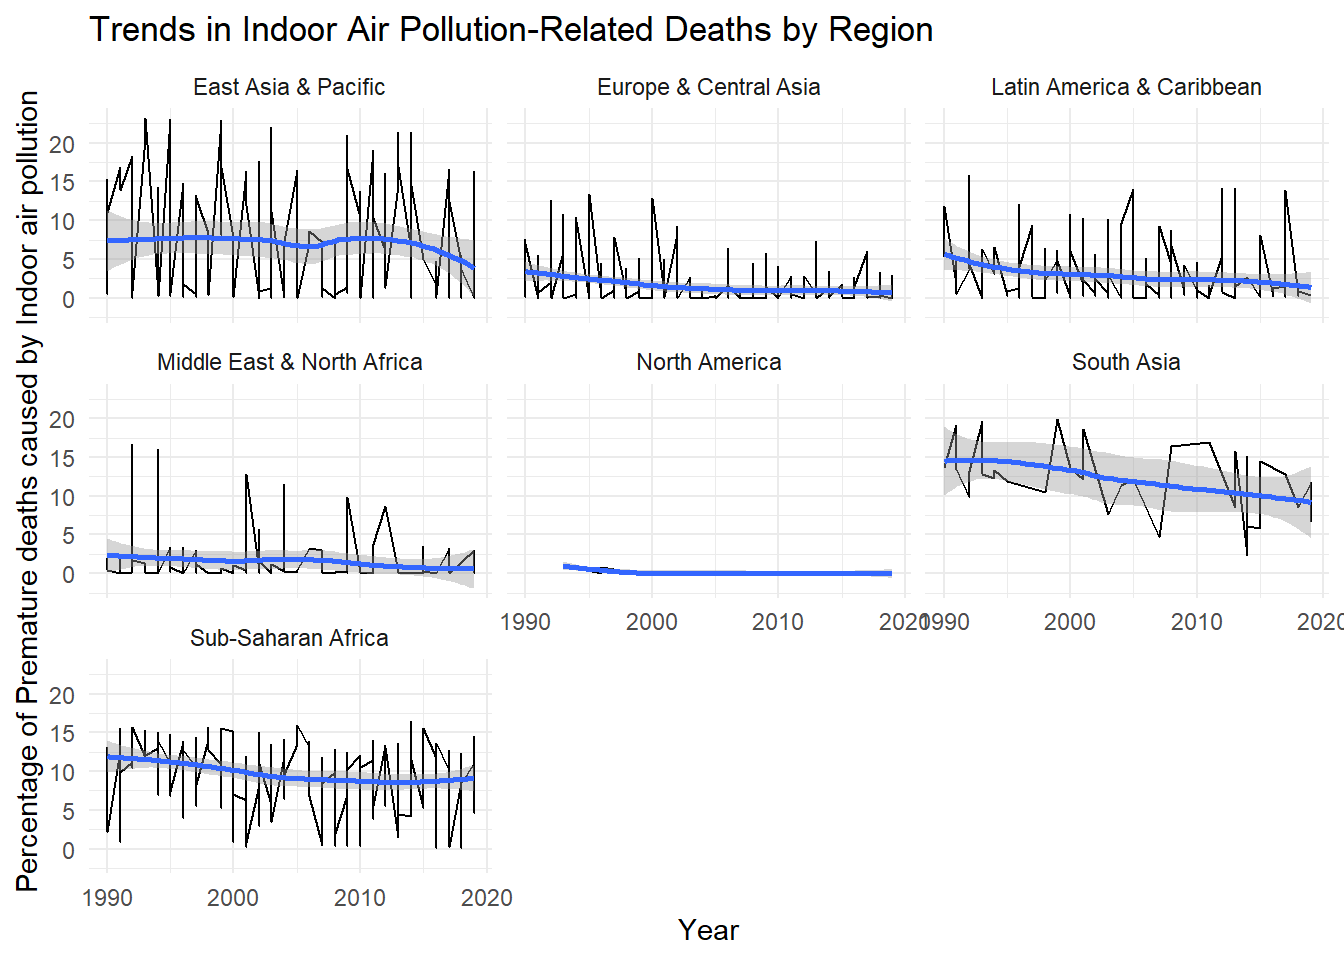 Trends in Indoor Air Pollution-Related Deaths by Region
Percentage of Premature deaths caused by Indoor air pollution
East Asia & Pacific
Europe & Central Asia
Latin America & Caribbean
20
15
10
5
0
Middle East & North Africa
North America
South Asia
20
15
10
5
0
1990 2000 2010 2020
1990 2000 2010 2020
Sub-Saharan Africa
20
15
10
5
0
1990 2000 2010 2020
Year